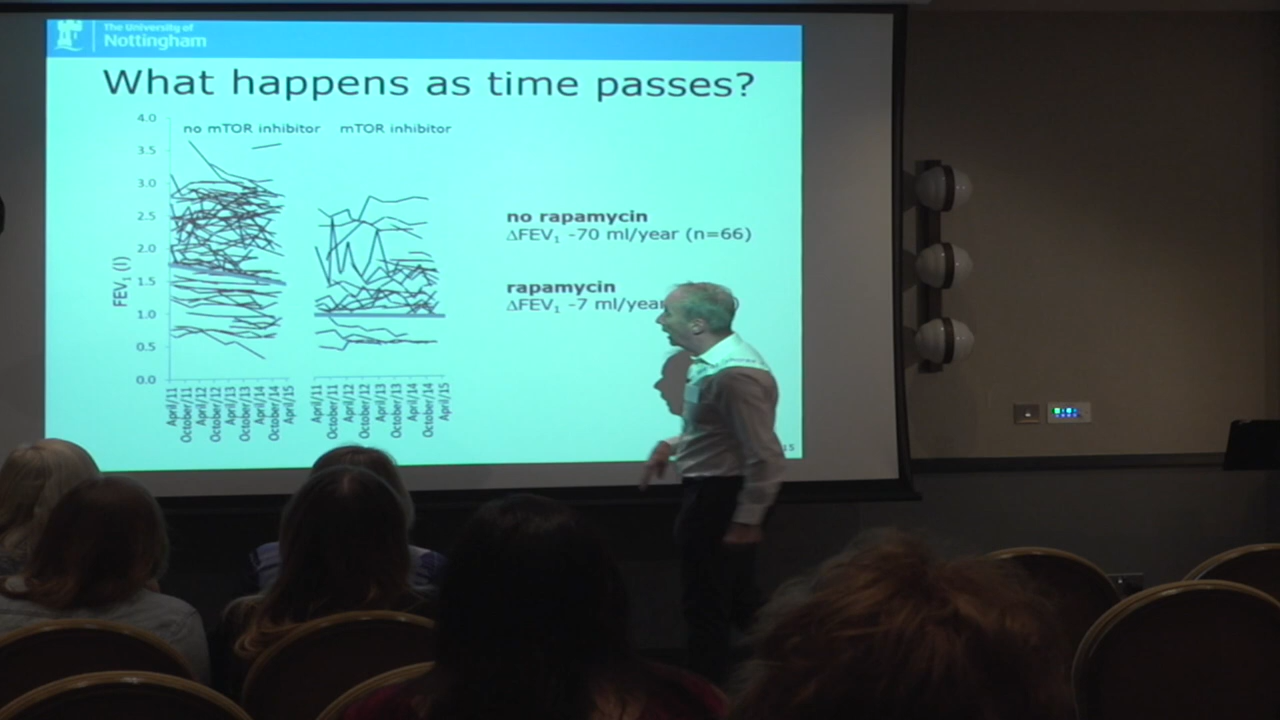 The University of
Nottingham
What happens as time passes?
no mTOR inhibitor
mTOR inhibitor
FEV₁ (l)
4.0
3.5
3.0
2.5
2.0
1.5
1.0
0.5
0.0
April/11
October/11
April/12
October/12
April/13
October/13
April/14
October/14
April/15
April/11
October/11
April/12
October/12
April/13
October/13
April/14
October/14
April/15
no rapamycin
ΔFEV₁ -70 ml/year (n=66)
rapamycin
ΔFEV₁ -7 ml/year
15